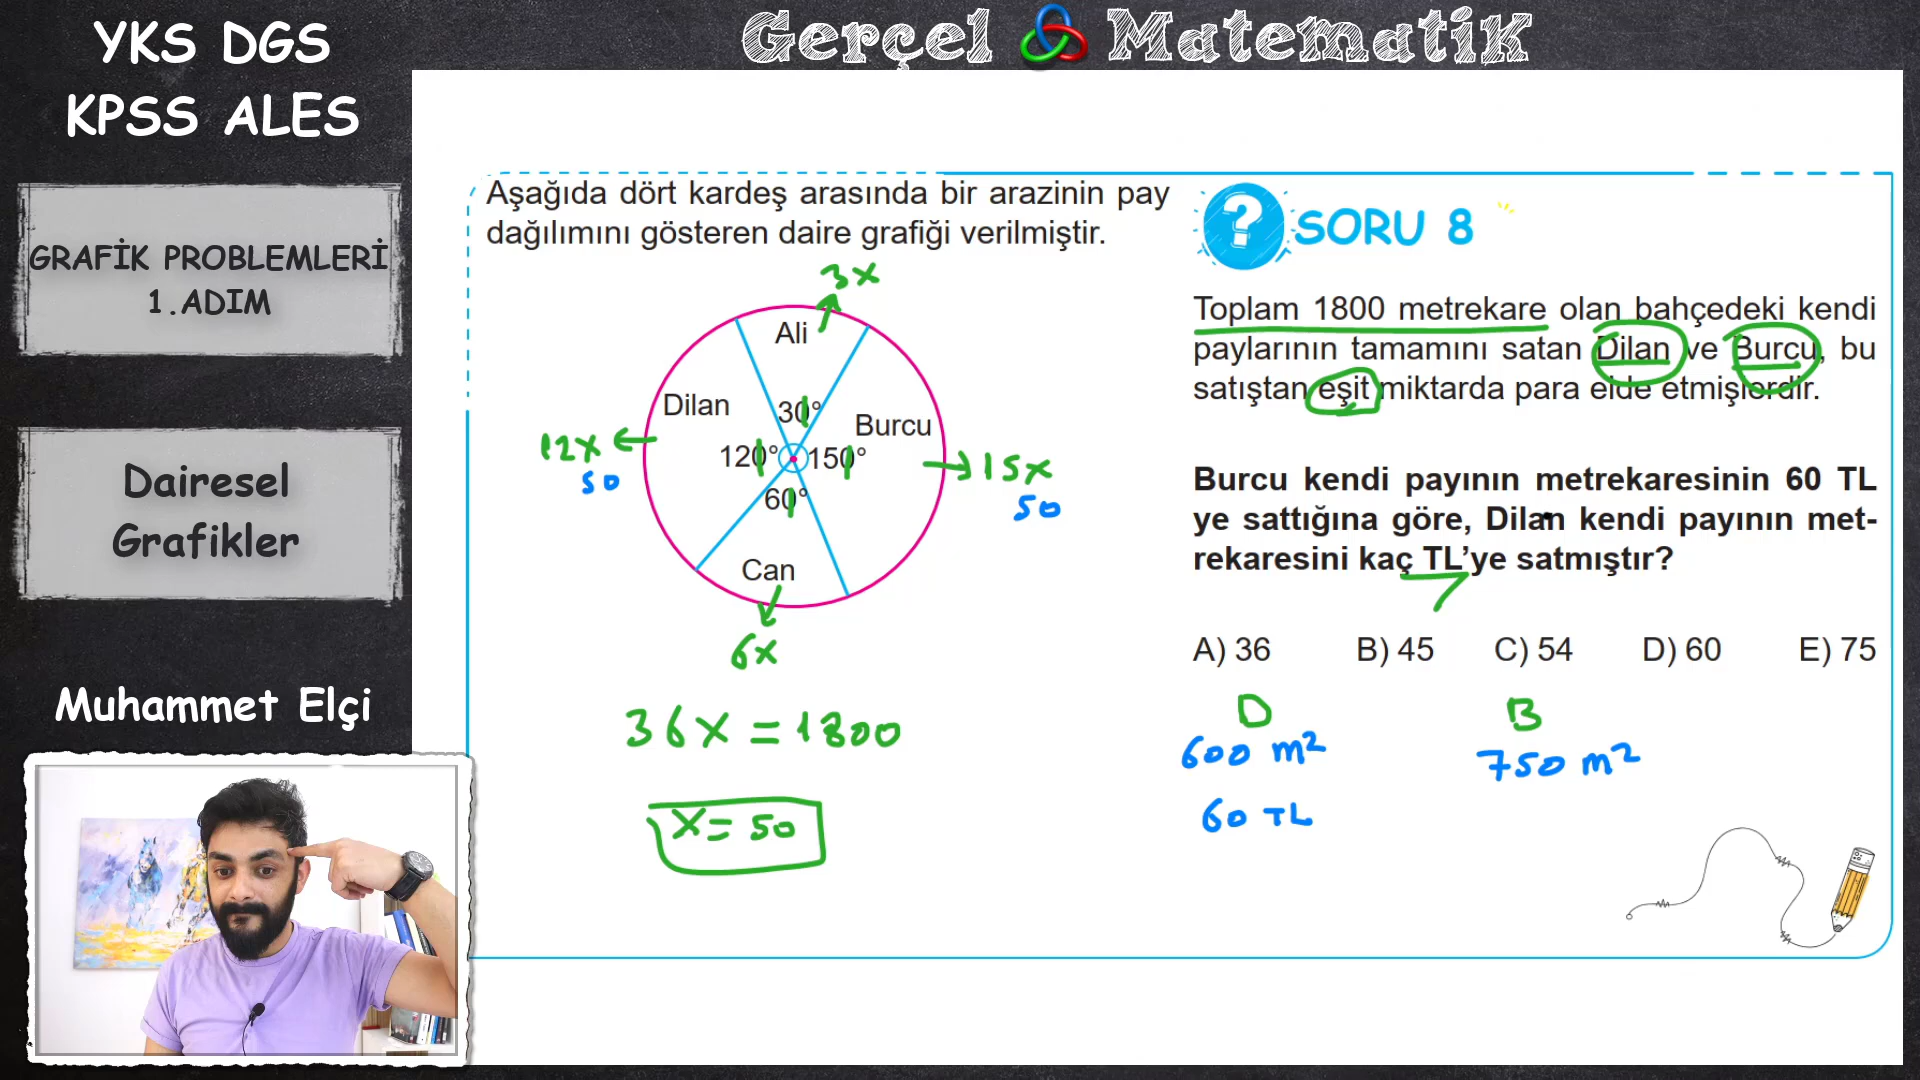 YKS DGS
KPSS ALES
Gerçel Matematik
GRAFİK PROBLEMLERİ
1.ADIM
Dairesel
Grafikler
Muhammet Elçi
Aşağıda dört kardeş arasında bir arazinin pay
dağılımını gösteren daire grafiği verilmiştir.
3x
Ali
Dilan
30°
Burcu
12x
120°
150°
15x
50
60°
50
Can
6x
36x = 1800
x = 50
? SORU 8
Toplam 1800 metrekare olan bahçedeki kendi
paylarının tamamını satan Dilan ve Burcu, bu
satıştan eşit miktarda para elde etmişlerdir.
Burcu kendi payının metrekaresinin 60 TL
ye sattığına göre, Dilan kendi payının met-
rekaresini kaç TL’ye satmıştır?
A) 36 B) 45 C) 54 D) 60 E) 75
D B
600 m² 750 m²
60 TL